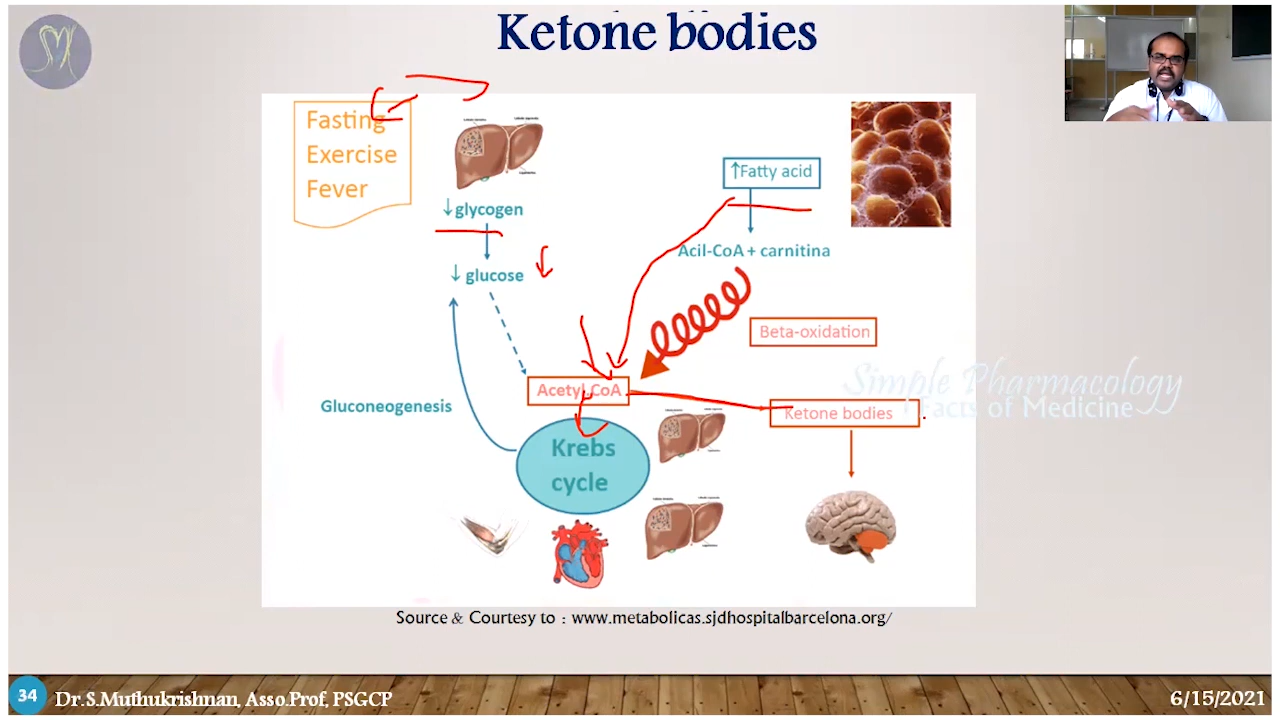 Ketone bodies
Fasting
Exercise
Fever
↓glycogen
↓ glucose
↑Fatty acid
Acil-CoA + carnitina
Beta-oxidation
Acetyl CoA
Simple Pharmacology
Facts of Medicine
Gluconeogenesis
Ketone bodies
Krebs
cycle
Source & Courtesy to : www.metabolicas.sjdhospitalbarcelona.org/
34
Dr.S.Muthukrishnan, Asso.Prof, PSGCP
6/15/2021